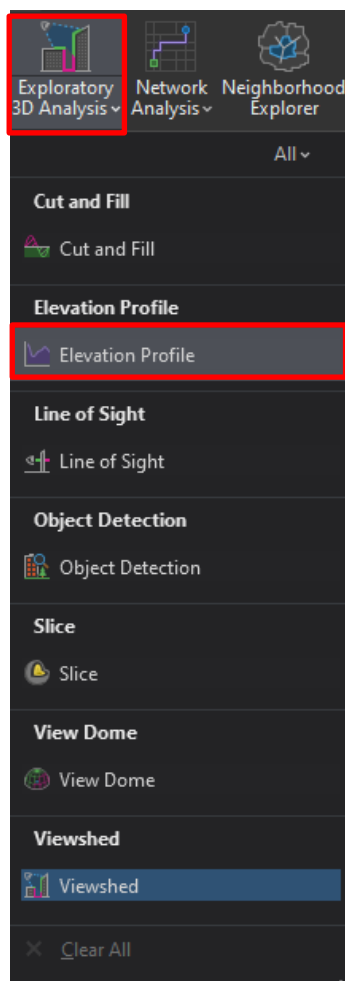 Exploratory
3D Analysis
Network
Analysis
Neighborhood
Explorer
All
Cut and Fill
Cut and Fill
Elevation Profile
Elevation Profile
Line of Sight
Line of Sight
Object Detection
Object Detection
Slice
Slice
View Dome
View Dome
Viewshed
Viewshed
Clear All